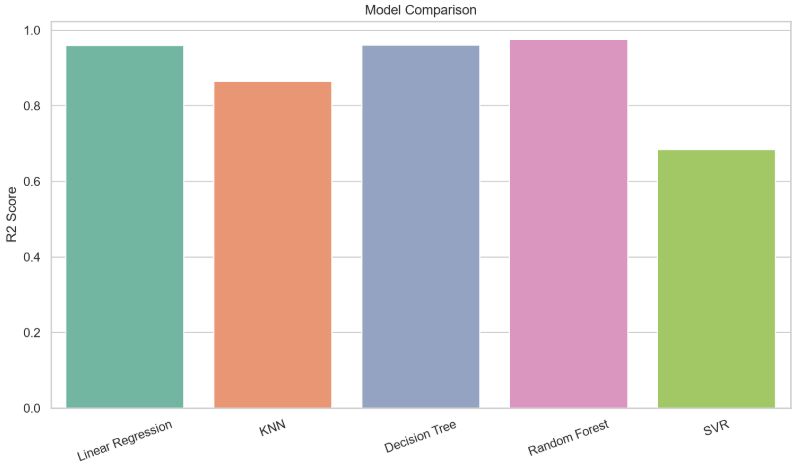 Model Comparison
R2 Score
1.0
0.8
0.6
0.4
0.2
0.0
Linear Regression
KNN
Decision Tree
Random Forest
SVR